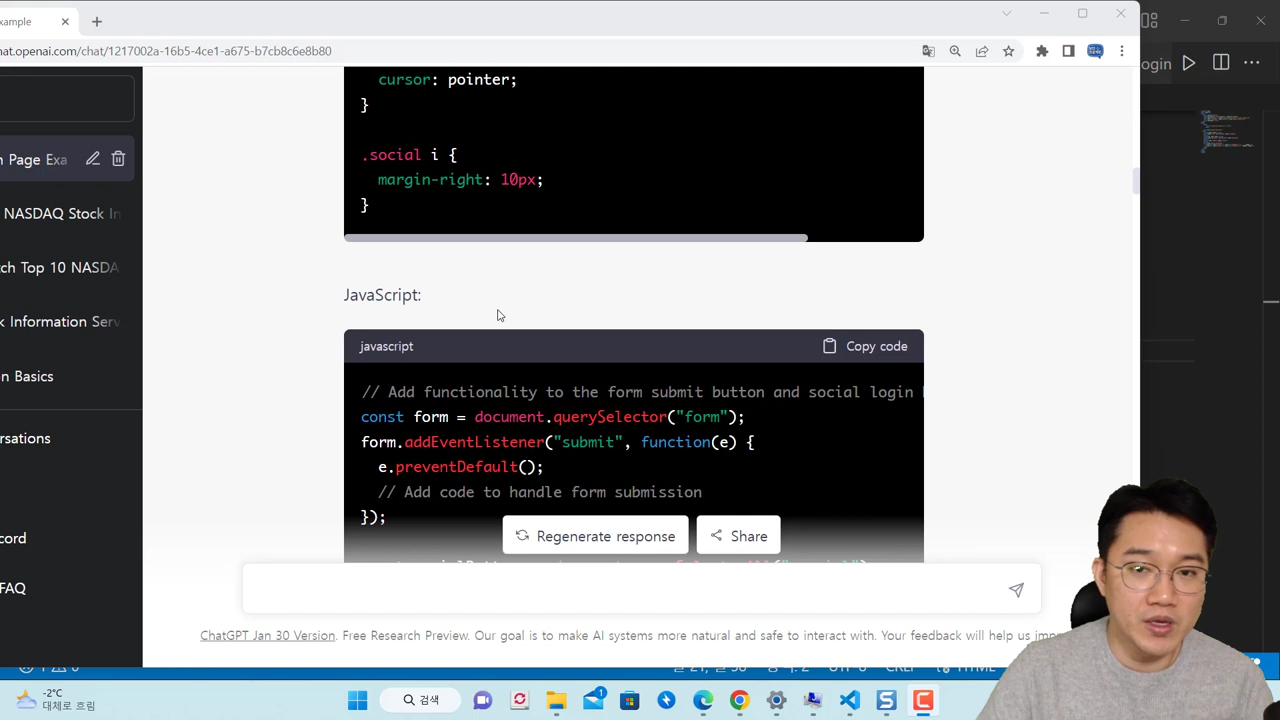 xample
hat.openai.com/chat/1217002a-16b5-4ce1-a675-b7cb8c6e8b80
ogin
cursor: pointer;
}
.social i {
margin-right: 10px;
}
n Page Exa
NASDAQ Stock In
tch Top 10 NASDA
k Information Serv
n Basics
ersations
cord
FAQ
JavaScript:
javascript
Copy code
// Add functionality to the form submit button and social login
const form = document.querySelector("form");
form.addEventListener("submit", function(e) {
e.preventDefault();
// Add code to handle form submission
});
Regenerate response
Share
ChatGPT Jan 30 Version. Free Research Preview. Our goal is to make AI systems more natural and safe to interact with. Your feedback will help us imp
-2°C
대체로 흐림
검색
1